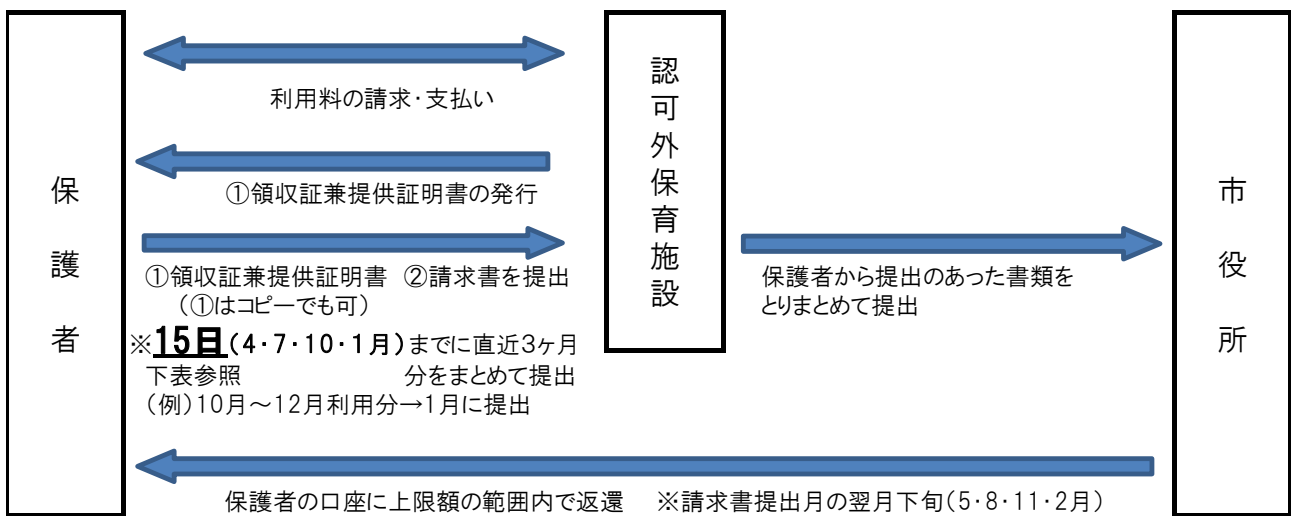 保護者
認可外保育施設
市役所
利用料の請求・支払い
①領収証兼提供証明書の発行
①領収証兼提供証明書 ②請求書を提出
(①はコピーでも可)
※15日(4・7・10・1月)までに直近3ヶ月
下表参照 分をまとめて提出
(例)10月～12月利用分→1月に提出
保護者から提出のあった書類を
とりまとめて提出
保護者の口座に上限額の範囲内で返還 ※請求書提出月の翌月下旬(5・8・11・2月)